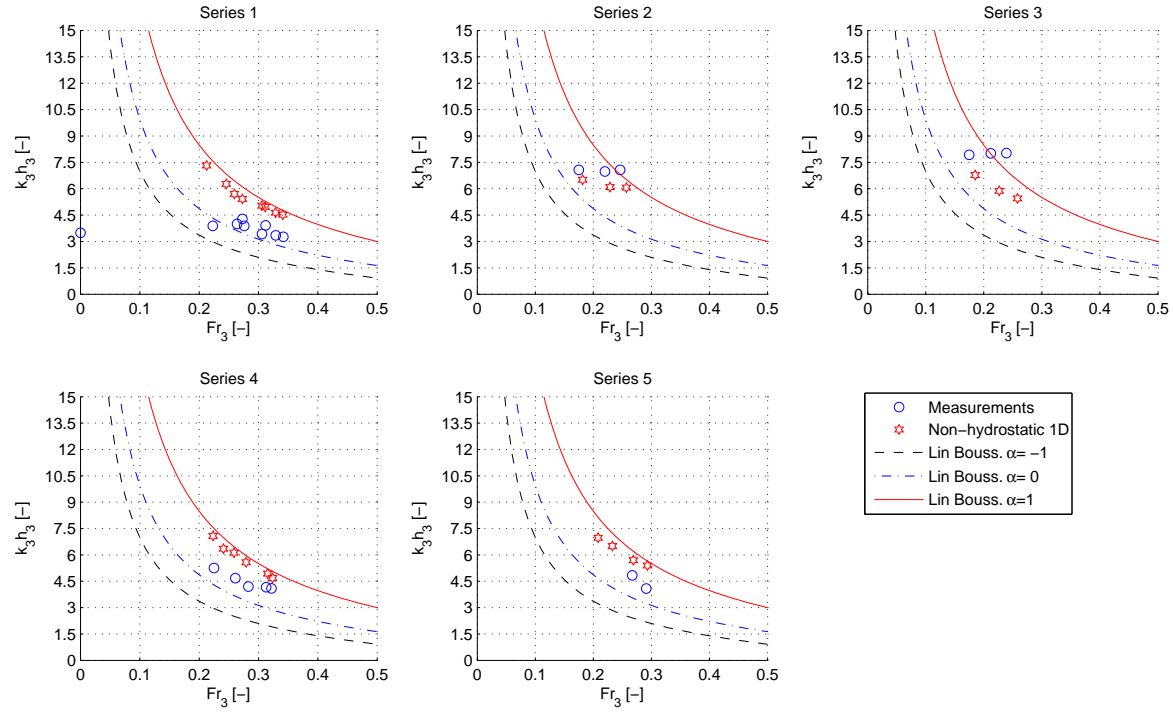 Series 1
15
13.5
12
10.5
9
7.5
6
4.5
3
1.5
0
k3h3 [−]
0 0.1 0.2 0.3 0.4 0.5
Fr3 [−]
Series 2
15
13.5
12
10.5
9
7.5
6
4.5
3
1.5
0
k3h3 [−]
0 0.1 0.2 0.3 0.4 0.5
Fr3 [−]
Series 3
15
13.5
12
10.5
9
7.5
6
4.5
3
1.5
0
k3h3 [−]
0 0.1 0.2 0.3 0.4 0.5
Fr3 [−]
Series 4
15
13.5
12
10.5
9
7.5
6
4.5
3
1.5
0
k3h3 [−]
0 0.1 0.2 0.3 0.4 0.5
Fr3 [−]
Series 5
15
13.5
12
10.5
9
7.5
6
4.5
3
1.5
0
k3h3 [−]
0 0.1 0.2 0.3 0.4 0.5
Fr3 [−]
Measurements
Non−hydrostatic 1D
Lin Bouss. α= −1
Lin Bouss. α= 0
Lin Bouss. α=1